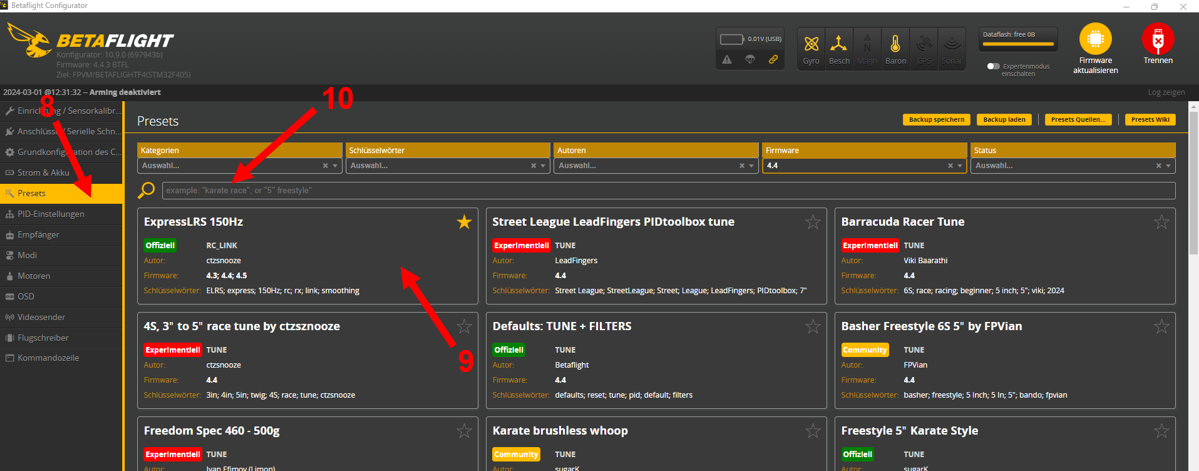 Betaflight Configurator
BETAFLIGHT
Konfigurator: 10.9.0 (697943b)
Firmware: 4.4.3 BTFL
Ziel: FPVM/BETAFLIGHTF4(STM32F405)
0.01V (USB)
Gyro
Besch
Magn
Baron
GPS
Sonar
Dataflash: free 0B
Expertenmodus
einschalten
Firmware
aktualisieren
Trennen
2024-03-01 @12:31:32 -- Arming deaktiviert
Log zeigen
8
10
9
Einrichtung / Sensorkalibr...
Anschlüsse / Serielle Schn...
Grundkonfiguration des C...
Strom & Akku
Presets
PID-Einstellungen
Empfänger
Modi
Motoren
OSD
Videosender
Flugschreiber
Kommandozeile
Presets
Backup speichern
Backup laden
Presets Quellen...
Presets Wiki
Kategorien
Schlüsselwörter
Autoren
Firmware
Status
Auswahl...
Auswahl...
Auswahl...
4.4
Auswahl...
example: "karate race", or "5" freestyle"
ExpressLRS 150Hz
Offiziell RC_LINK
Autor: ctzsnooze
Firmware: 4.3; 4.4; 4.5
Schlüsselwörter: ELRS; express; 150Hz; rc; rx; link; smoothing
Street League LeadFingers PIDtoolbox tune
Experimentiell TUNE
Autor: LeadFingers
Firmware: 4.4
Schlüsselwörter: Street League; StreetLeague; Street; League; LeadFingers; PIDtoolbox; 7"
Barracuda Racer Tune
Experimentiell TUNE
Autor: Viki Baarathi
Firmware: 4.4
Schlüsselwörter: 6S; race; racing; beginner; 5 inch; 5"; viki; 2024
4S, 3" to 5" race tune by ctzsnooze
Experimentiell TUNE
Autor: ctzsnooze
Firmware: 4.4
Schlüsselwörter: 3in; 4in; 5in; twig; 4S; race; tune; ctzsnooze
Defaults: TUNE + FILTERS
Offiziell TUNE
Autor: Betaflight
Firmware: 4.4
Schlüsselwörter: defaults; reset; tune; pid; default; filters
Basher Freestyle 6S 5" by FPVian
Community TUNE
Autor: FPVian
Firmware: 4.4
Schlüsselwörter: basher; freestyle; 5 Inch; 5 In; 5"; bando; fpvian
Freedom Spec 460 - 500g
Experimentiell TUNE
Autor: Ivan Efimov (Limon)
Karate brushless whoop
Community TUNE
Autor: sugarK
Freestyle 5" Karate Style
Offiziell TUNE
Autor: sugarK